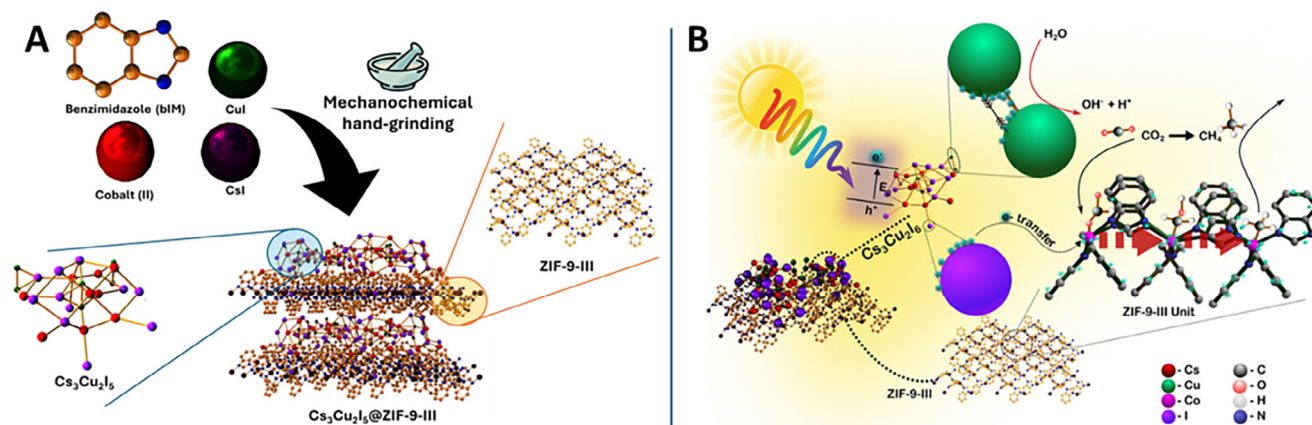 A
Benzimidazole (bIM)
CuI
Cobalt (II)
CsI
Mechanochemical
hand-grinding
ZIF-9-III
Cs₃Cu₂I₅
Cs₃Cu₂I₅@ZIF-9-III
B
H₂O
OH⁻ + H⁺
CO₂
CH₄
e⁻
E
h⁺
Cs₃Cu₂I₆
e- transfer
ZIF-9-III Unit
ZIF-9-III
- Cs
- Cu
- Co
- I
- C
- O
- H
- N